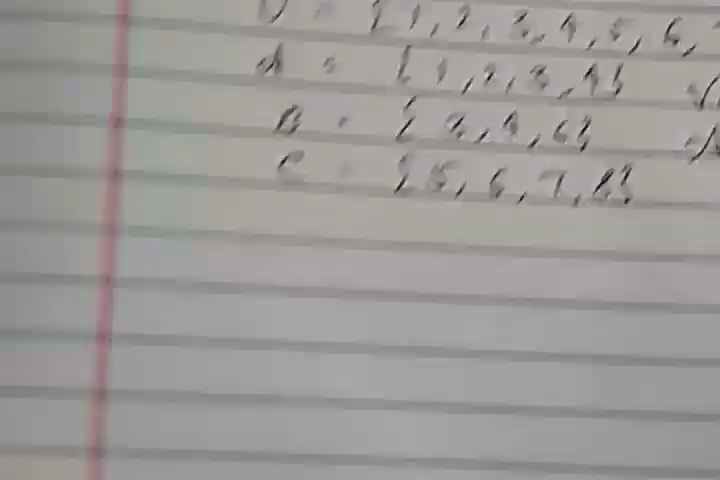 U = { 1, 2, 3, 4, 5, 6,
A = { 1, 2, 3, 4}
B = { 2, 4, 6}
C = {5, 6, 7, 8}